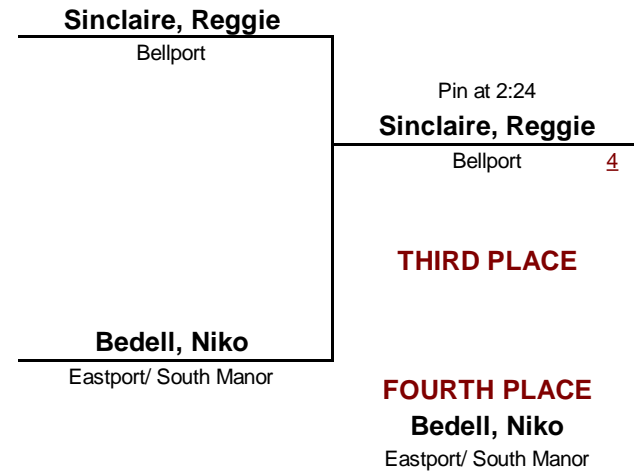 Sinclaire, Reggie
Bellport
Pin at 2:24
Sinclaire, Reggie
Bellport 4
THIRD PLACE
Bedell, Niko
Eastport/ South Manor
FOURTH PLACE
Bedell, Niko
Eastport/ South Manor